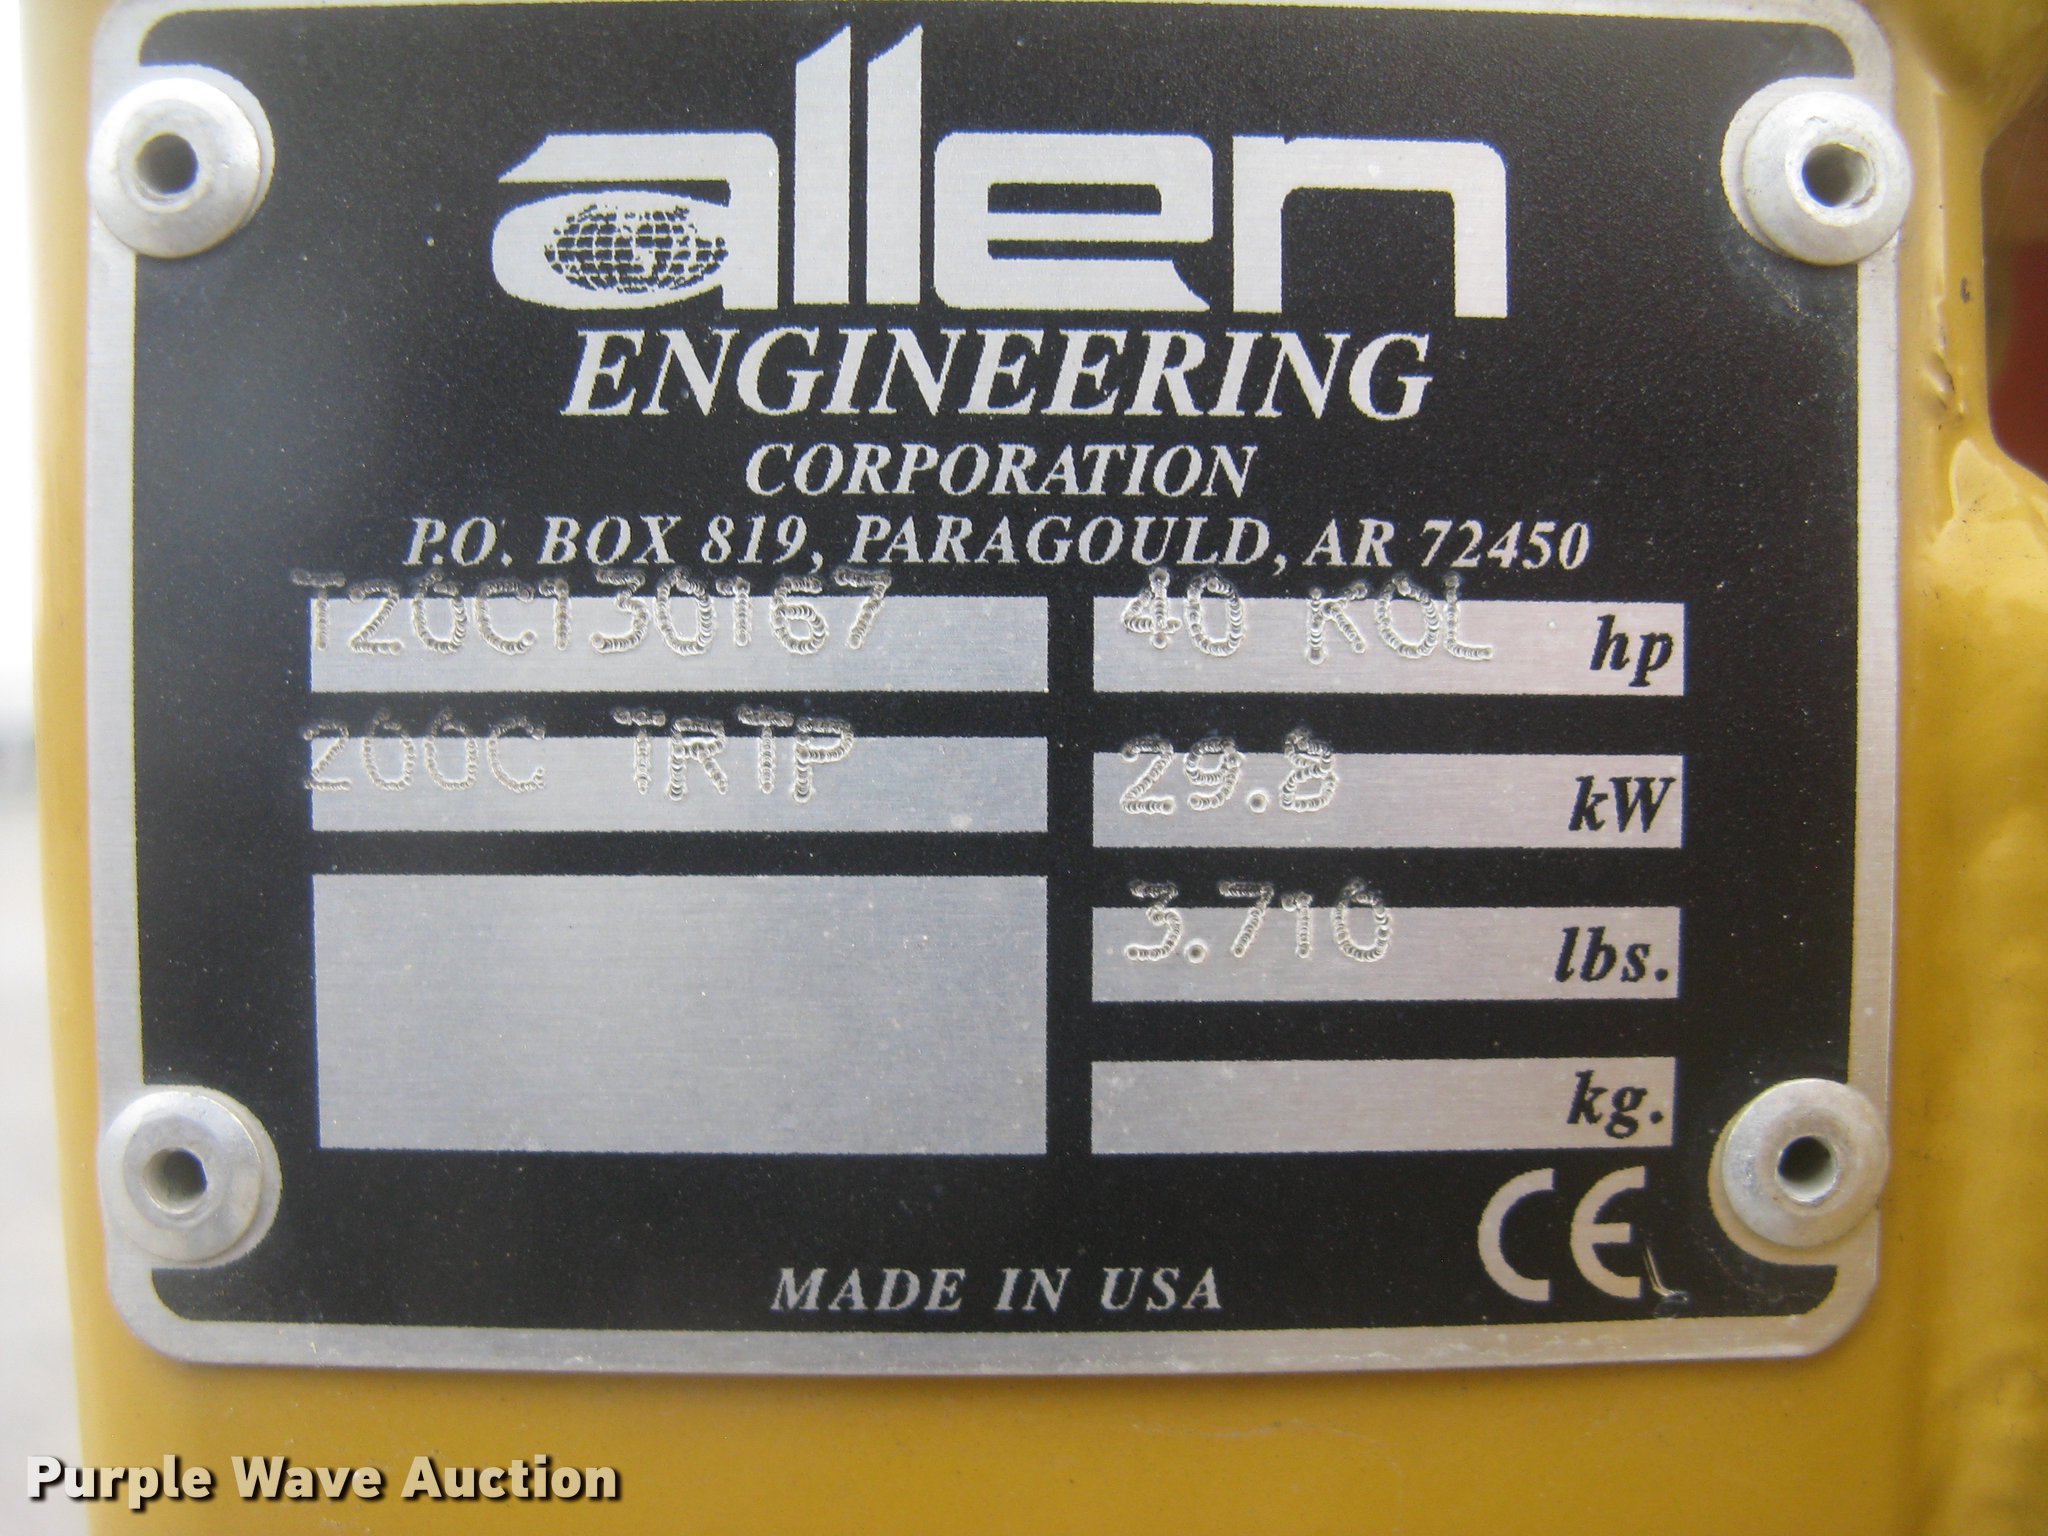 allen
ENGINEERING
CORPORATION
P.O. BOX 819, PARAGOULD, AR 72450
T20C130167
40 KOL hp
200C TRTP
29.8 kW
3.710 lbs.
kg.
CE
MADE IN USA
Purple Wave Auction